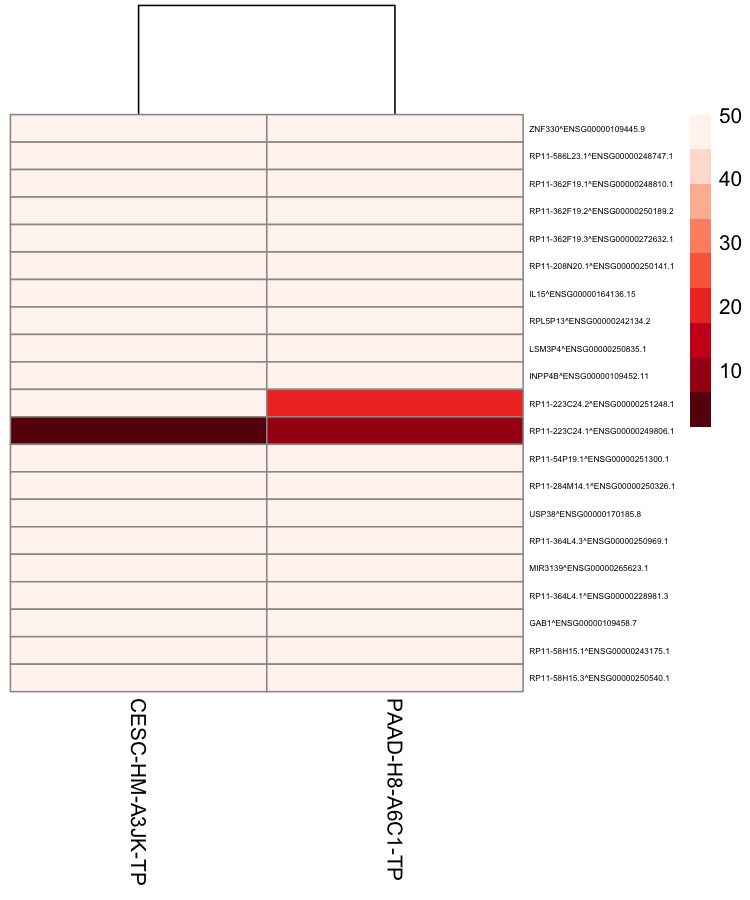 ZNF330^ENSG00000109445.9
RP11-586L23.1^ENSG00000248747.1
RP11-362F19.1^ENSG00000248810.1
RP11-362F19.2^ENSG00000250189.2
RP11-362F19.3^ENSG00000272632.1
RP11-208N20.1^ENSG00000250141.1
IL15^ENSG00000164136.15
RPL5P13^ENSG00000242134.2
LSM3P4^ENSG00000250835.1
INPP4B^ENSG00000109452.11
RP11-223C24.2^ENSG00000251248.1
RP11-223C24.1^ENSG00000249806.1
RP11-54P19.1^ENSG00000251300.1
RP11-284M14.1^ENSG00000250326.1
USP38^ENSG00000170185.8
RP11-364L4.3^ENSG00000250969.1
MIR3139^ENSG00000265623.1
RP11-364L4.1^ENSG00000228981.3
GAB1^ENSG00000109458.7
RP11-58H15.1^ENSG00000243175.1
RP11-58H15.3^ENSG00000250540.1
50
40
30
20
10
CESC-HM-A3JK-TP
PAAD-H8-A6C1-TP